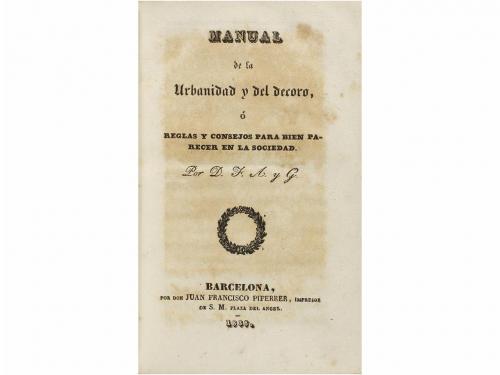 MANUAL
de la
Urbanidad y del decoro,
ó
REGLAS Y CONSEJOS PARA BIEN PA-
RECER EN LA SOCIEDAD.
Por D. F. A. y G.
BARCELONA,
POR DON JUAN FRANCISCO PIFERRER, IMPRESOR
DE S. M. PLAZA DEL ANGEL.